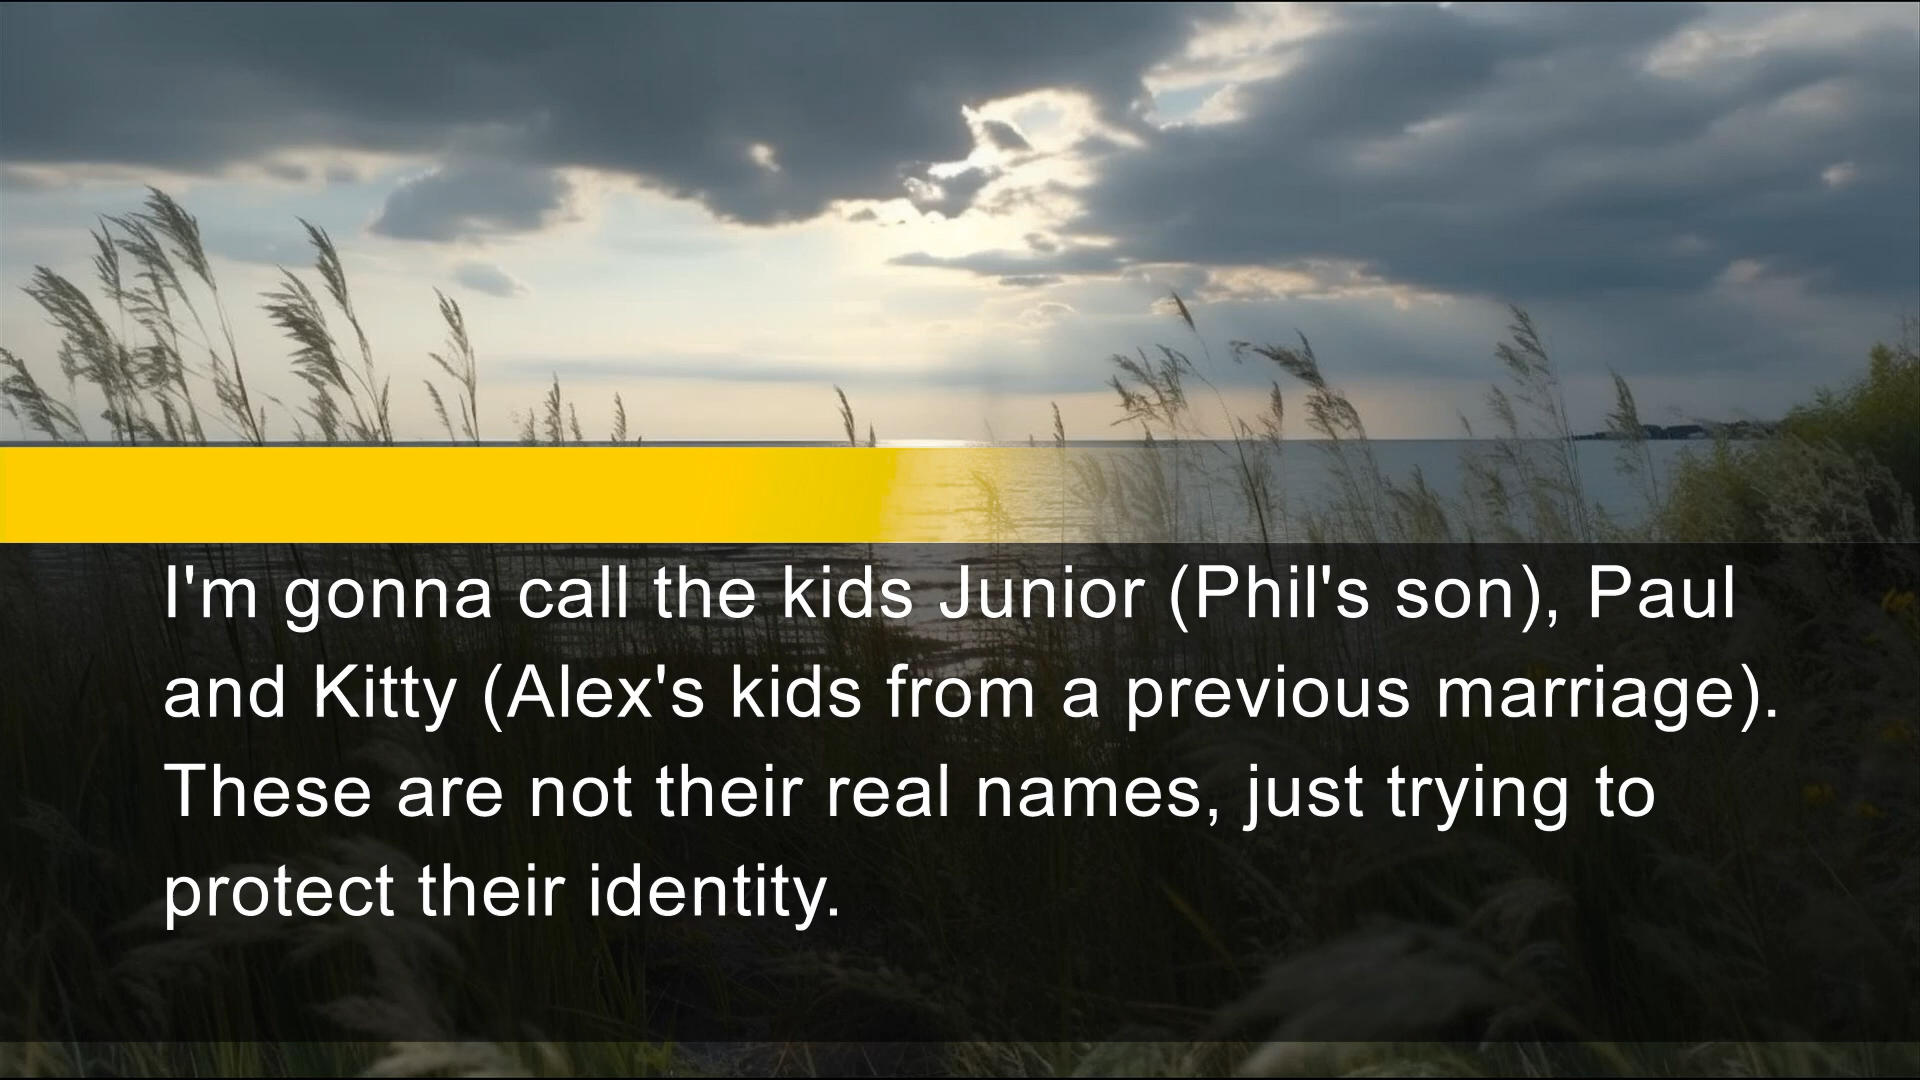 I'm gonna call the kids Junior (Phil's son), Paul
and Kitty (Alex's kids from a previous marriage).
These are not their real names, just trying to
protect their identity.